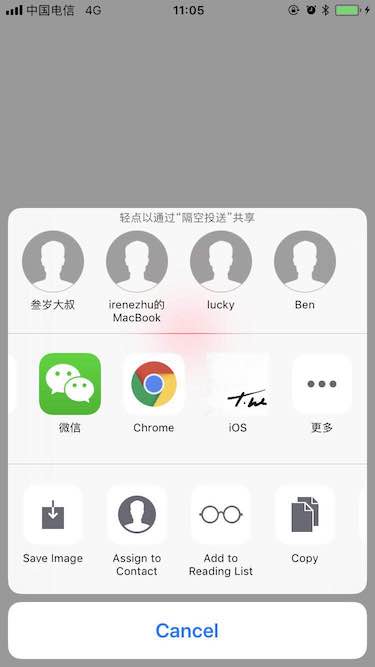 中国电信 4G 11:05
轻点以通过“隔空投送”共享
叁岁大叔 irenezhu的 lucky Ben
MacBook
微信 Chrome iOS 更多
Save Image Assign to Add to Copy
Contact Reading List
Cancel